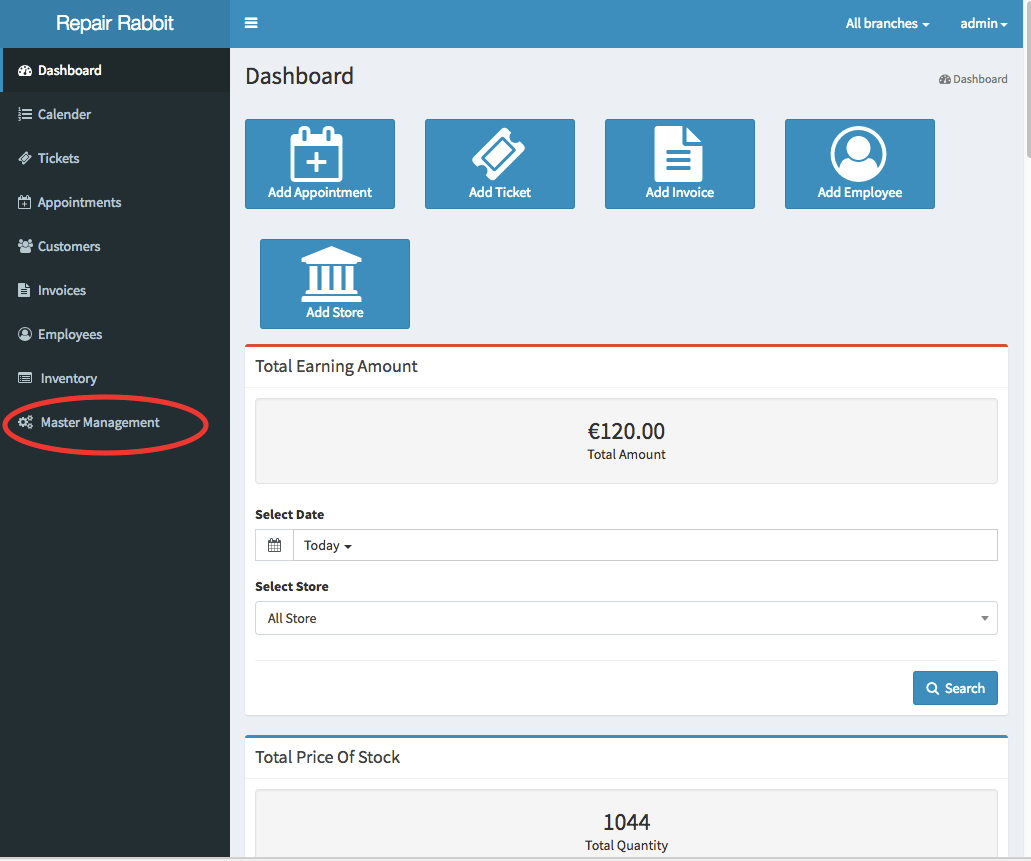 Repair Rabbit
All branches
admin
Dashboard
Calender
Tickets
Appointments
Customers
Invoices
Employees
Inventory
Master Management
Dashboard
Dashboard
Add Appointment
Add Ticket
Add Invoice
Add Employee
Add Store
Total Earning Amount
€120.00
Total Amount
Select Date
Today
Select Store
All Store
Search
Total Price Of Stock
1044
Total Quantity